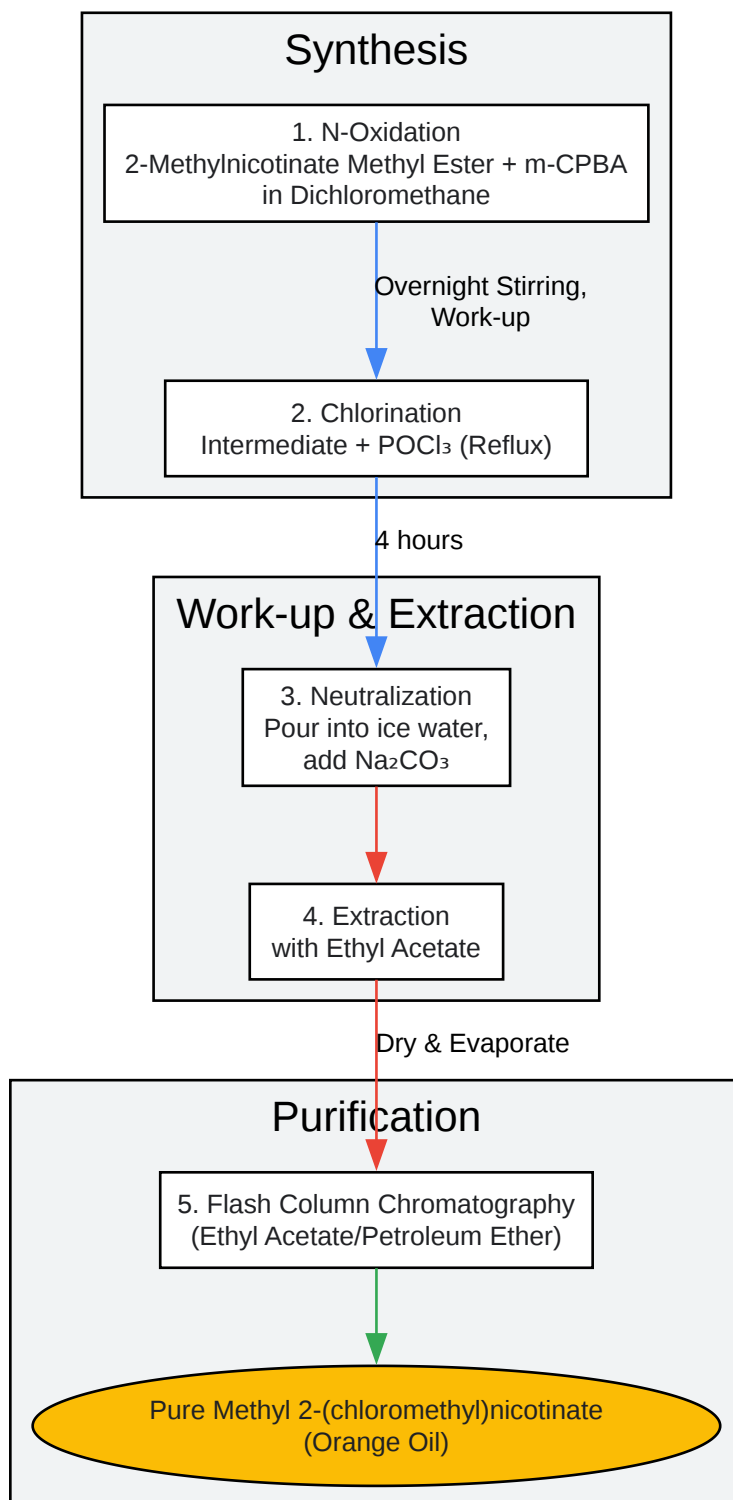 Synthesis
1. N-Oxidation
2-Methylnicotinate Methyl Ester + m-CPBA
in Dichloromethane
Overnight Stirring,
Work-up
2. Chlorination
Intermediate + POCl₃ (Reflux)
4 hours
Work-up & Extraction
3. Neutralization
Pour into ice water,
add Na₂CO₃
4. Extraction
with Ethyl Acetate
Dry & Evaporate
Purification
5. Flash Column Chromatography
(Ethyl Acetate/Petroleum Ether)
Pure Methyl 2-(chloromethyl)nicotinate
(Orange Oil)